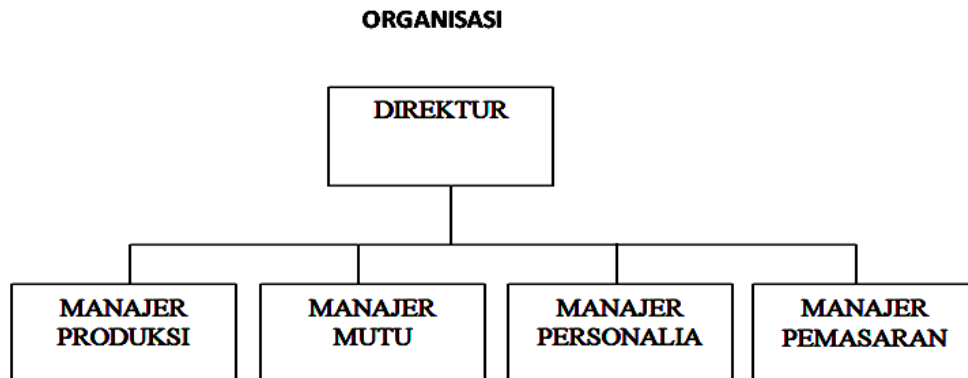 ORGANISASI
DIREKTUR
MANAJER
PRODUKSI
MANAJER
MUTU
MANAJER
PERSONALIA
MANAJER
PEMASARAN